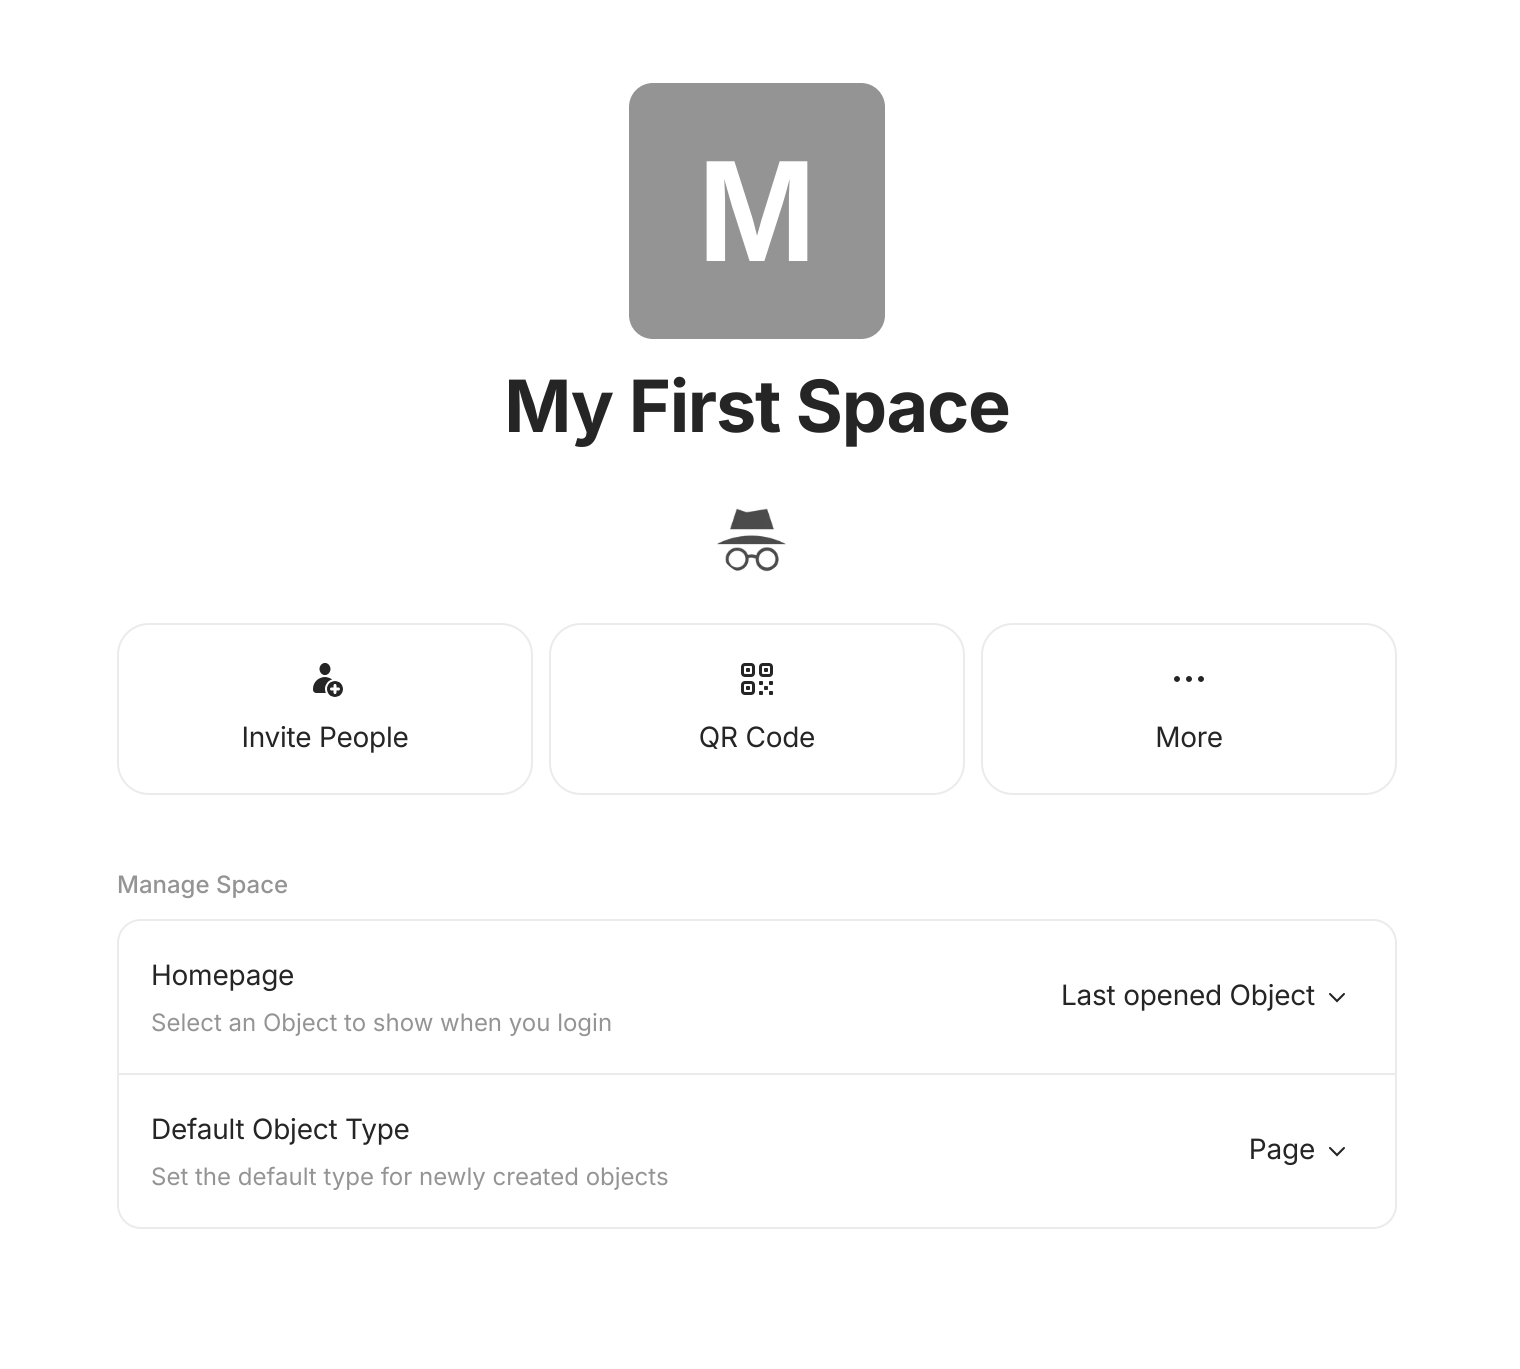 M
My First Space
Invite People
QR Code
More
Manage Space
Homepage
Select an Object to show when you login
Last opened Object
Default Object Type
Set the default type for newly created objects
Page